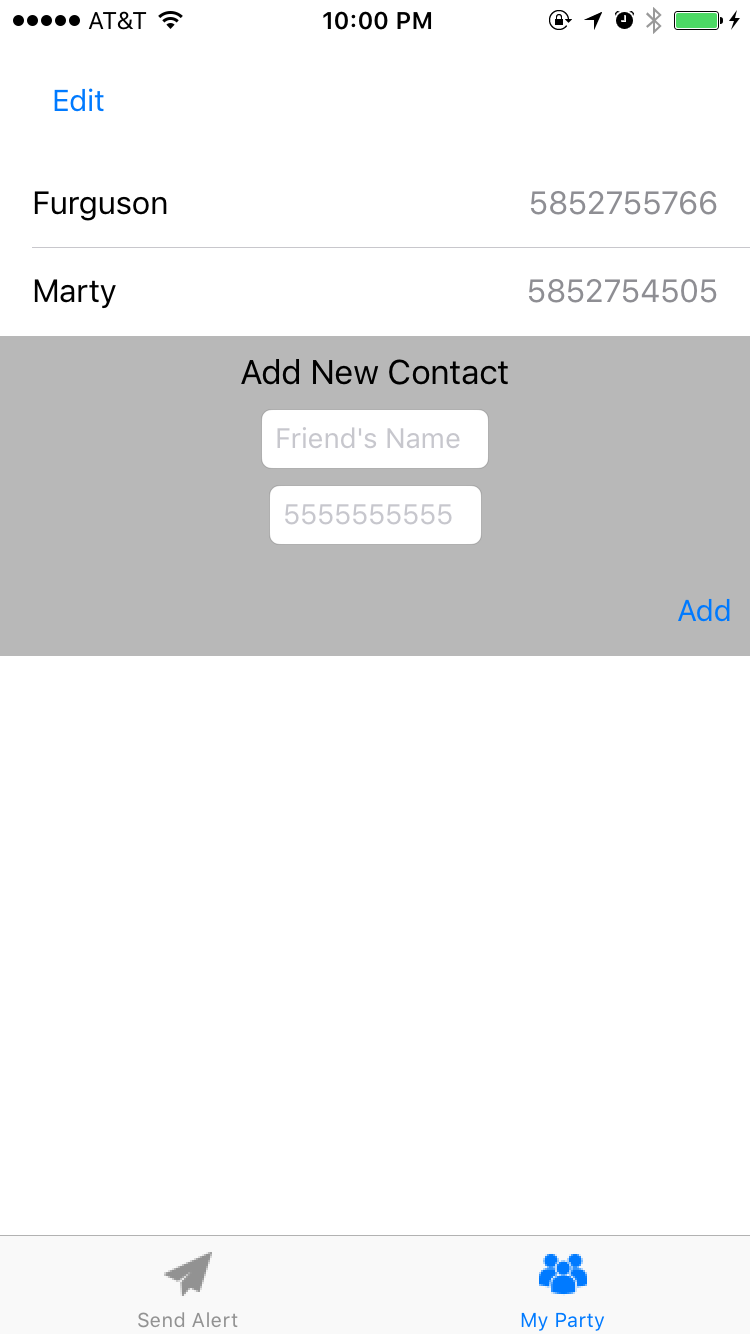 AT&T 10:00 PM
Edit
Furguson 5852755766
Marty 5852754505
Add New Contact
Friend's Name
5555555555
Add
Send Alert My Party